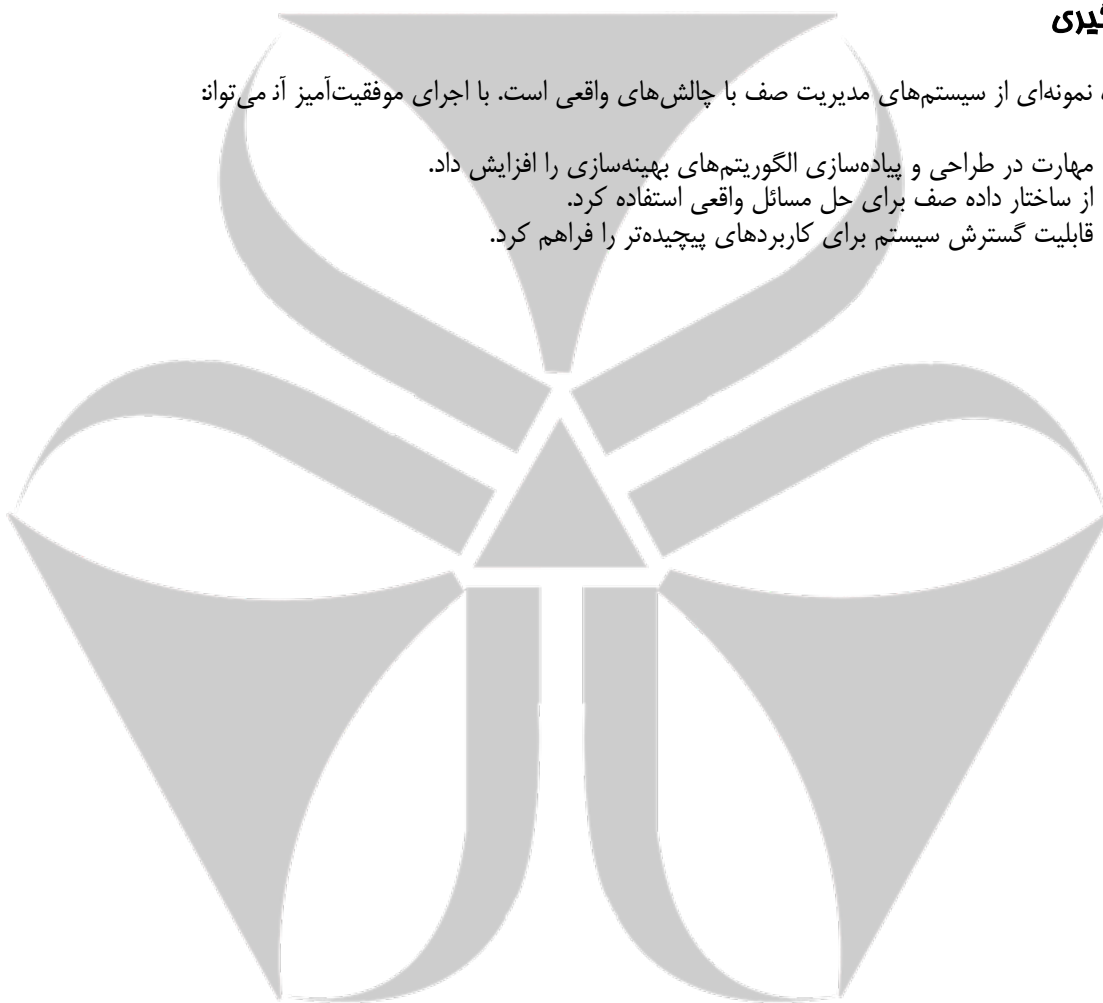 گیری
نمونه‌ای از سیستم‌های مدیریت صف با چالش‌های واقعی است. با اجرای موفقیت‌آمیز آن می‌توان:
مهارت در طراحی و پیاده‌سازی الگوریتم‌های بهینه‌سازی را افزایش داد.
از ساختار داده صف برای حل مسائل واقعی استفاده کرد.
قابلیت گسترش سیستم برای کاربردهای پیچیده‌تر را فراهم کرد.